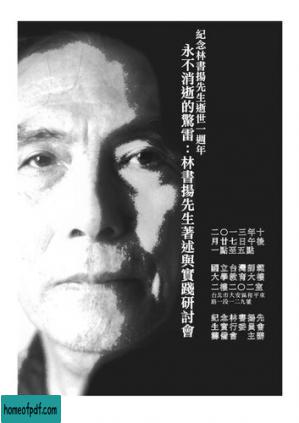 紀念林書揚先生逝世一週年
永不消逝的驚雷:林書揚先生著述與實踐研討會
二〇一三年十
月廿七日午後
一點至五點
國立台灣師範
大學教育大樓
二樓二〇二室
台北市大安區和平東
路一段一二九號
紀念林書揚先
生實行委員會
籌備會 主辦
homeofpdf.com